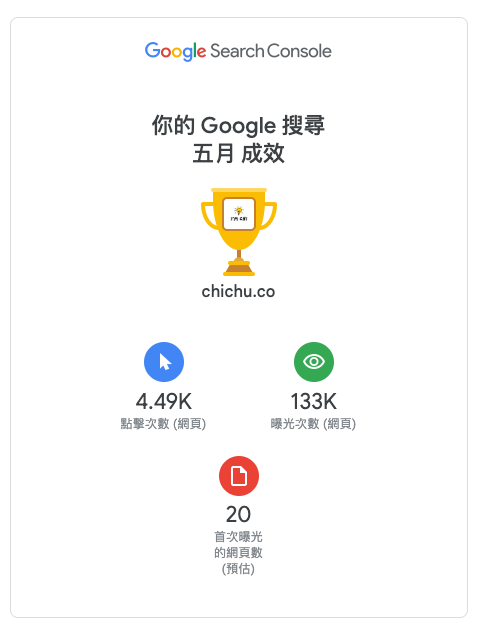 Google Search Console
你的 Google 搜尋
五月 成效
chichu.co
4.49K
點擊次數 (網頁)
133K
曝光次數 (網頁)
20
首次曝光
的網頁數
(預估)